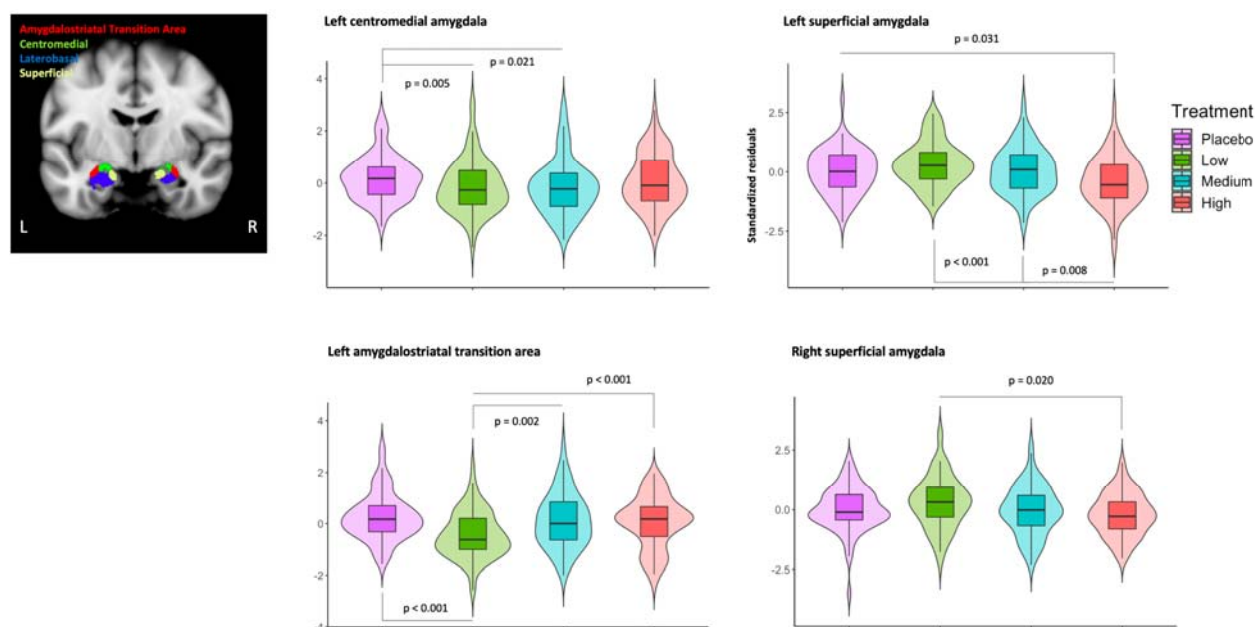 Amygdalostriatal Transition Area
Centromedial
Laterobasal
Superficial
L
R
Left centromedial amygdala
p = 0.021
p = 0.005
4
2
0
-2
Left superficial amygdala
p = 0.031
Standardized residuals
2.5
0.0
-2.5
p < 0.001
p = 0.008
Treatment
Placebo
Low
Medium
High
Left amygdalostriatal transition area
p < 0.001
p = 0.002
4
2
0
-2
-4
p < 0.001
Right superficial amygdala
p = 0.020
2.5
0.0
-2.5